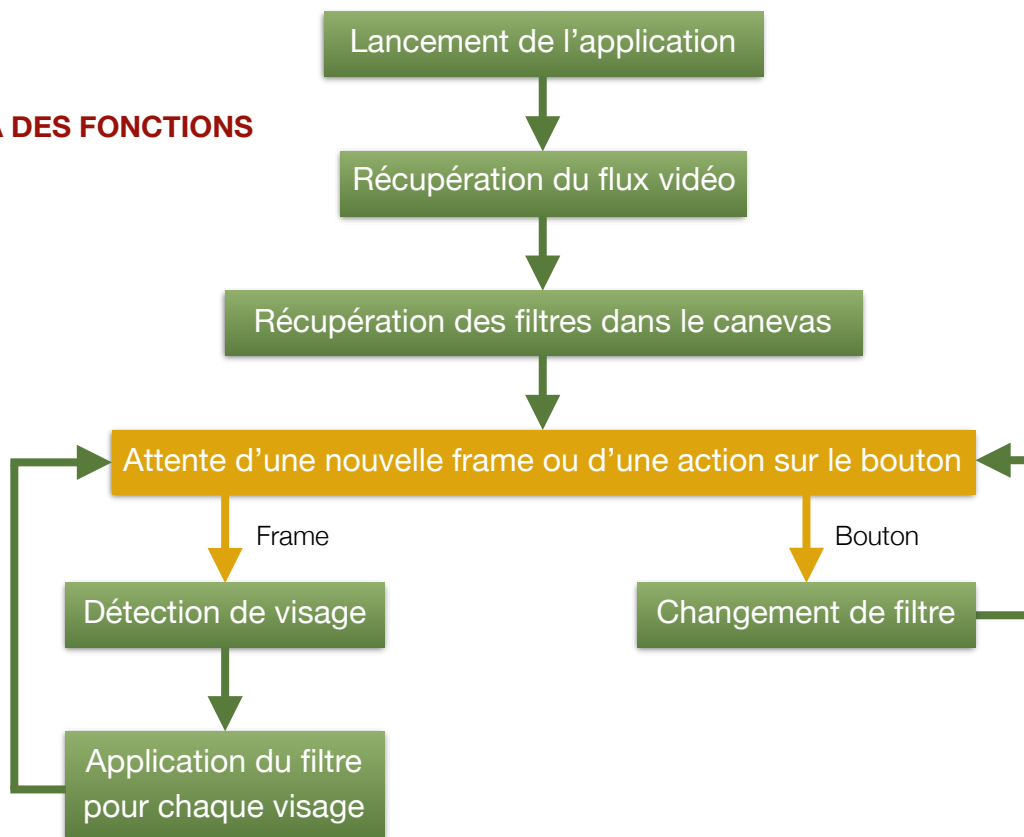 Lancement de l’application
DES FONCTIONS
Récupération du flux vidéo
Récupération des filtres dans le canevas
Attente d’une nouvelle frame ou d’une action sur le bouton
Frame
Bouton
Détection de visage
Changement de filtre
Application du filtre
pour chaque visage